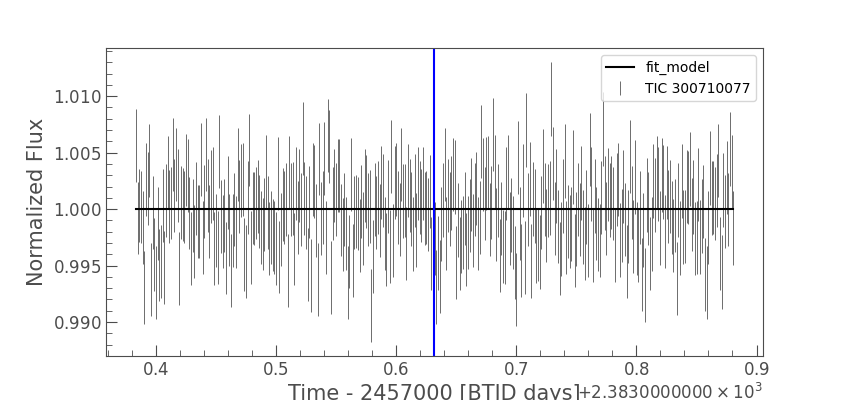 fit_model
TIC 300710077
Normalized Flux
1.010
1.005
1.000
0.995
0.990
0.4 0.5 0.6 0.7 0.8 0.9
Time - 2457000 [BTJD days]
+2.3830000000 × 10³